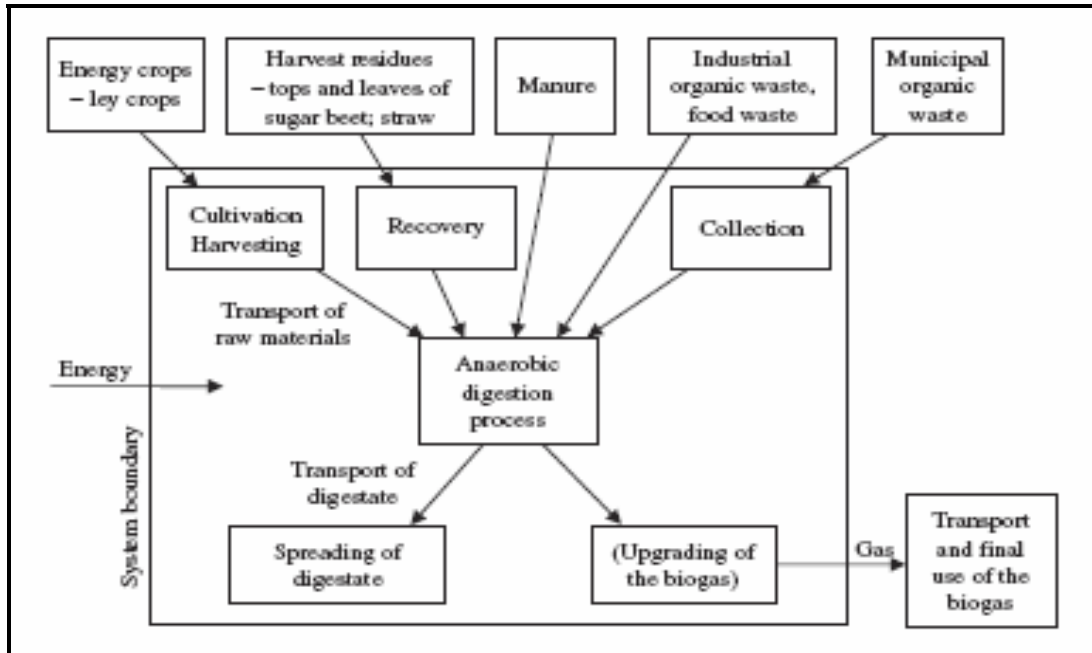 Energy crops
– ley crops
Harvest residues
– tops and leaves of
sugar beet; straw
Manure
Industrial
organic waste,
food waste
Municipal
organic
waste
Cultivation
Harvesting
Recovery
Collection
Transport of
raw materials
Energy
Anaerobic
digestion
process
System boundary
Transport of
digestate
Spreading of
digestate
(Upgrading of
the biogas)
Gas
Transport
and final
use of the
biogas